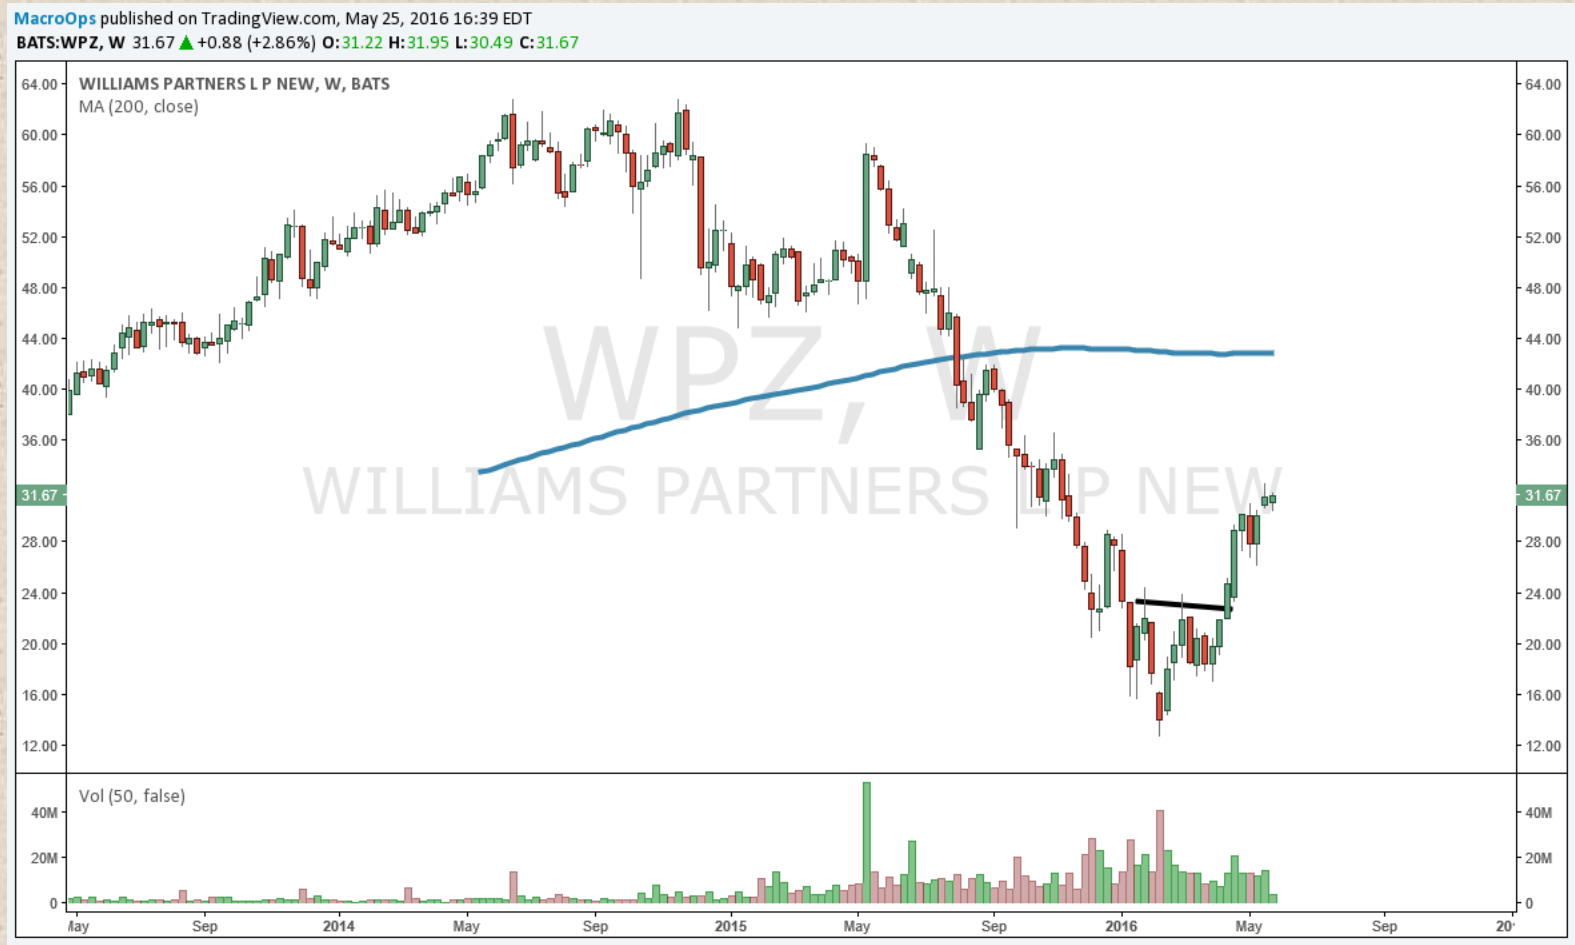 MacroOps published on TradingView.com, May 25, 2016 16:39 EDT
BATS:WPZ, W 31.67 ▲ +0.88 (+2.86%) O:31.22 H:31.95 L:30.49 C:31.67
WILLIAMS PARTNERS L P NEW, W, BATS
MA (200, close)
64.00 64.00
60.00 60.00
56.00 56.00
52.00 52.00
48.00 48.00
44.00 44.00
WPZ, W
40.00 40.00
36.00 36.00
WILLIAMS PARTNERS L P NEW
31.67 31.67
28.00 28.00
24.00 24.00
20.00 20.00
16.00 16.00
12.00 12.00
Vol (50, false)
40M 40M
20M 20M
0 0
May Sep 2014 May Sep 2015 May Sep 2016 May Sep 20